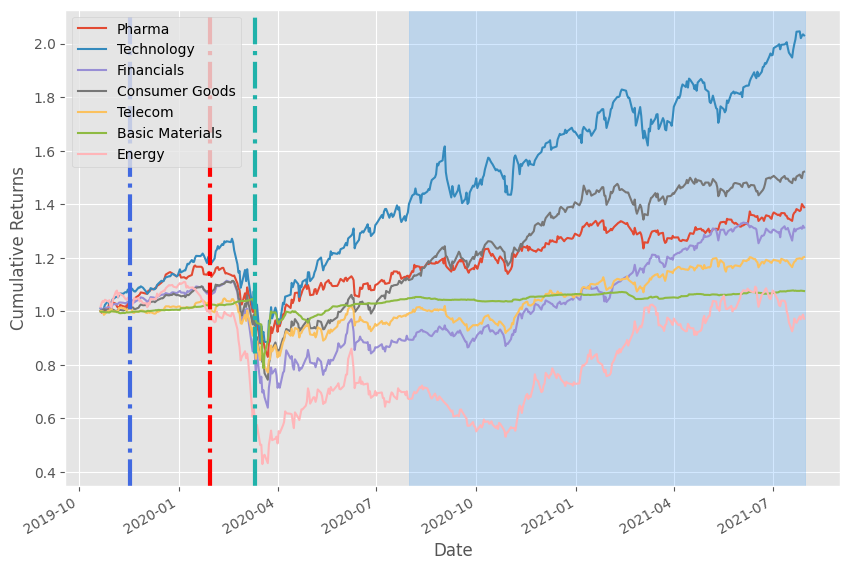 Pharma
Technology
Financials
Consumer Goods
Telecom
Basic Materials
Energy
2.0
1.8
1.6
1.4
1.2
1.0
0.8
0.6
0.4
Cumulative Returns
2019-10
2020-01
2020-04
2020-07
2020-10
2021-01
2021-04
2021-07
Date